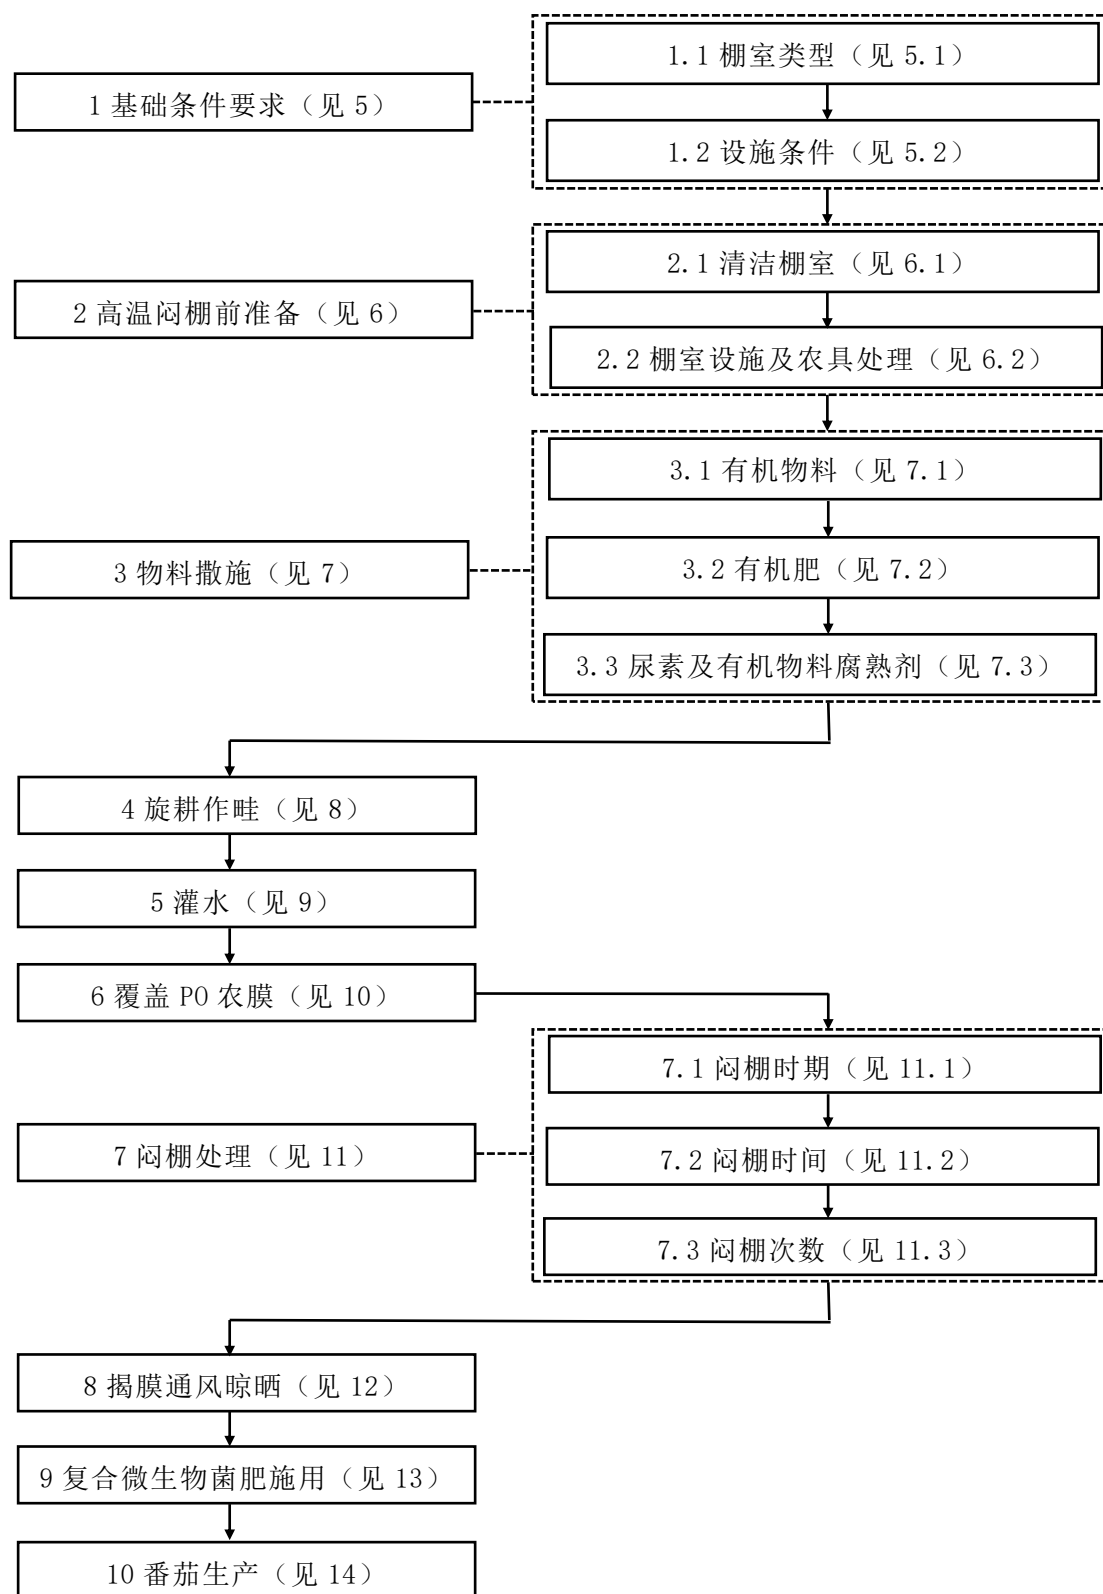 1.1 棚室类型（见 5.1）
1 基础条件要求（见 5）
1.2 设施条件（见 5.2）
2.1 清洁棚室（见 6.1）
2 高温闷棚前准备（见 6）
2.2 棚室设施及农具处理（见 6.2）
3.1 有机物料（见 7.1）
3 物料撒施（见 7）
3.2 有机肥（见 7.2）
3.3 尿素及有机物料腐熟剂（见 7.3）
4 旋耕作畦（见 8）
5 灌水（见 9）
6 覆盖 PO 农膜（见 10）
7.1 闷棚时期（见 11.1）
7 闷棚处理（见 11）
7.2 闷棚时间（见 11.2）
7.3 闷棚次数（见 11.3）
8 揭膜通风晾晒（见 12）
9 复合微生物菌肥施用（见 13）
10 番茄生产（见 14）